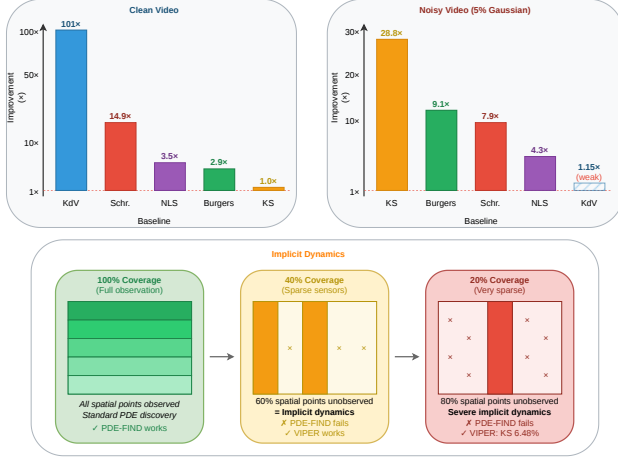 Clean Video
Improvement
(×)
100×
50×
10×
1×
101×
14.9×
3.5×
2.9×
1.0×
KdV
Schr.
NLS
Burgers
KS
Baseline
Noisy Video (5% Gaussian)
Improvement
(×)
30×
20×
10×
1×
28.8×
9.1×
7.9×
4.3×
1.15×
(weak)
KS
Burgers
Schr.
NLS
KdV
Baseline
Implicit Dynamics
100% Coverage
(Full observation)
All spatial points observed
Standard PDE discovery
✓ PDE-FIND works
40% Coverage
(Sparse sensors)
× × ×
60% spatial points unobserved
= Implicit dynamics
✗ PDE-FIND fails
✓ VIPER works
20% Coverage
(Very sparse)
× ×
× ×
× ×
× ×
80% spatial points unobserved
Severe implicit dynamics
✗ PDE-FIND fails
✓ VIPER: KS 6.48%